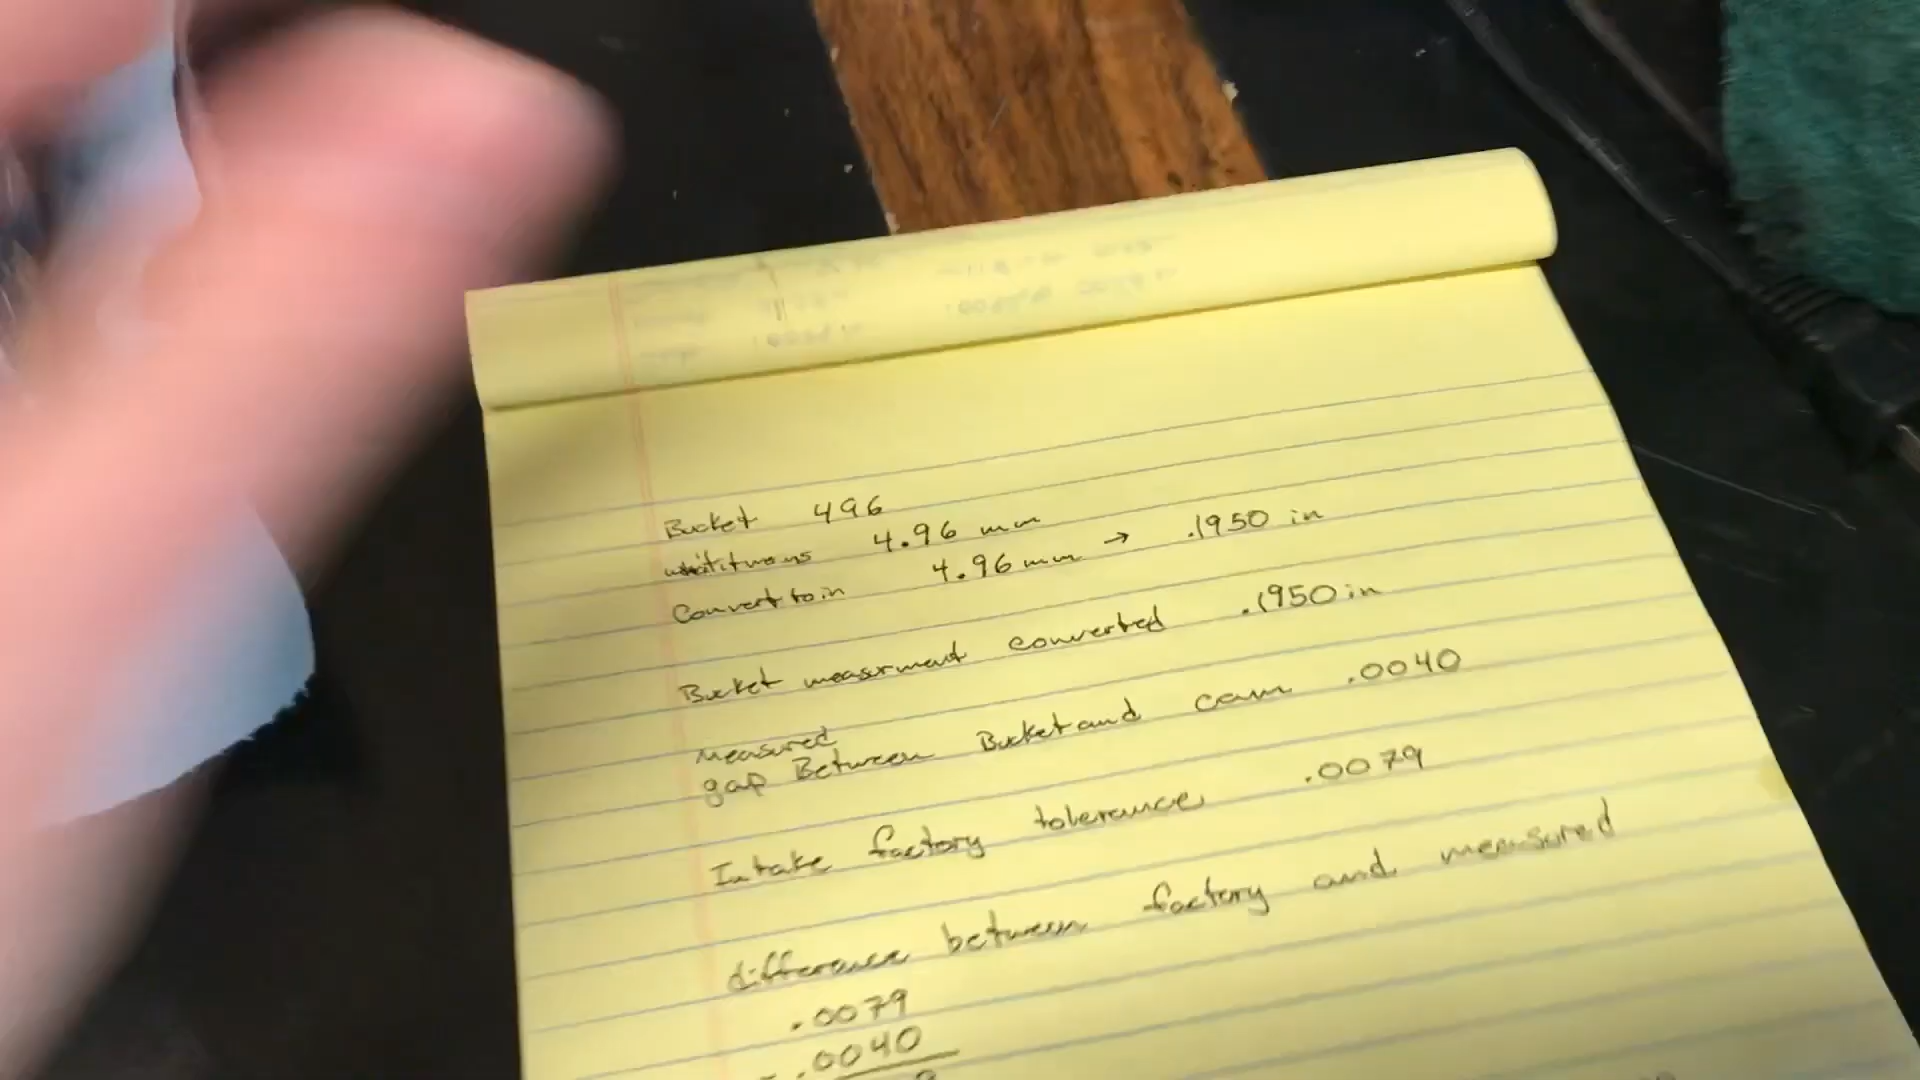 Bucket 496
4.96 mm
Convert to in 4.96 mm → .1950 in
Bucket measurment converted .1950 in
measured
gap Between Bucket and cam .0040
Intake factory tolerance .0079
difference between factory and measured
.0079
- .0040